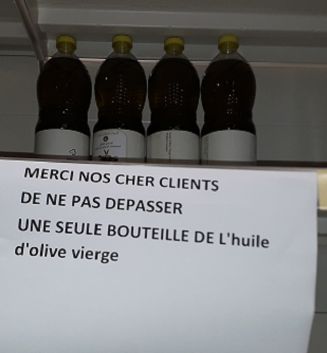 MERCI NOS CHER CLIENTS
DE NE PAS DEPASSER
UNE SEULE BOUTEILLE DE L'huile
d'olive vierge